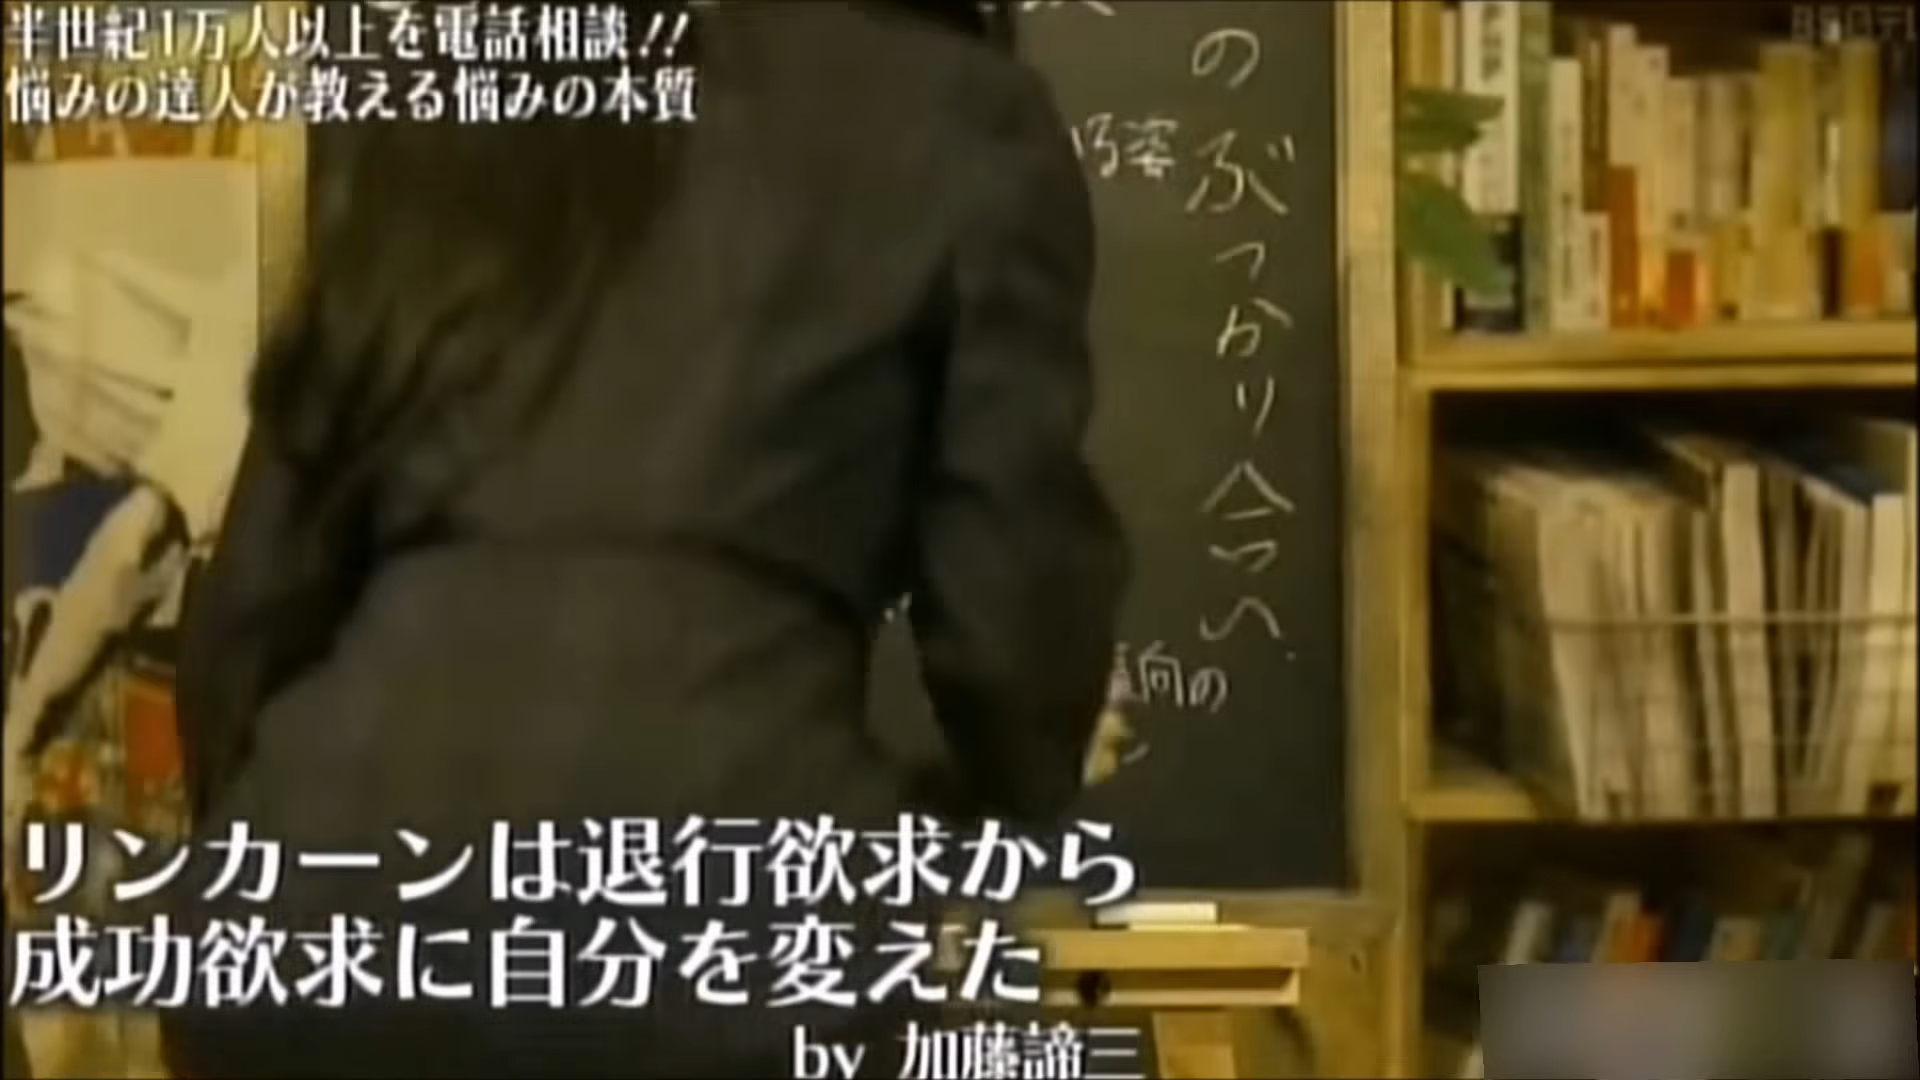 半世紀1万人以上を電話相談!!
悩みの達人が教える悩みの本質
のぶつかり合い
姿
向の
リンカーンは退行欲求から
成功欲求に自分を変えた
by 加藤諦三